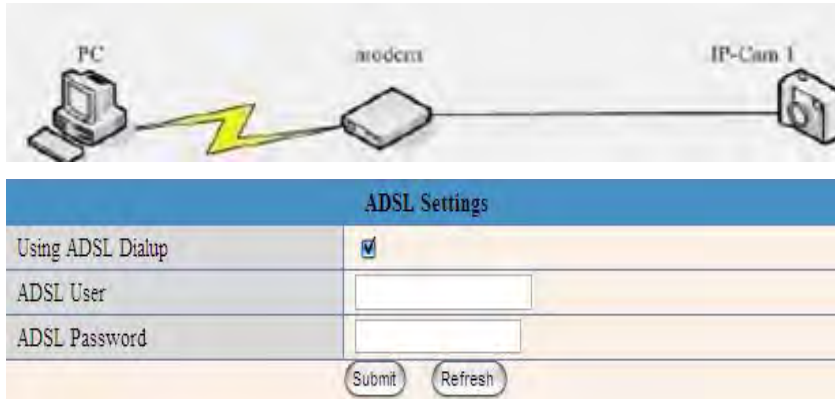 PC modem IP-Cam 1
ADSL Settings
Using ADSL Dialup
ADSL User
ADSL Password
Submit Refresh